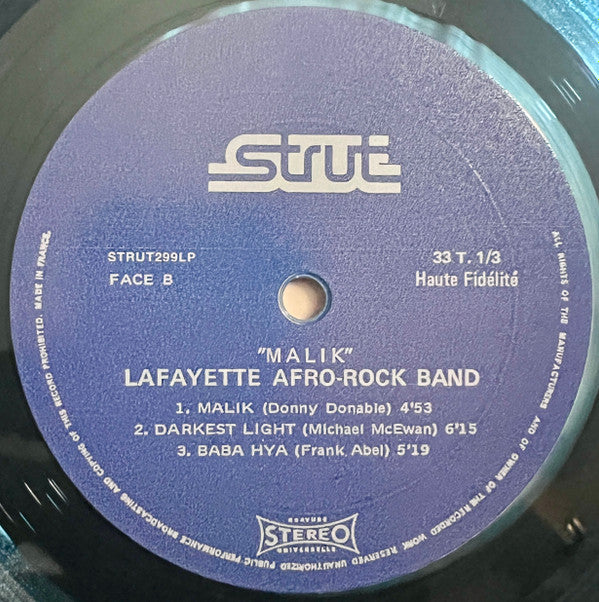 Strut
STRUT299LP
33 T. 1/3
FACE B
Haute Fidélité
"MALIK"
LAFAYETTE AFRO-ROCK BAND
1. MALIK (Donny Donable) 4'53
2. DARKEST LIGHT (Michael McEwan) 6'15
3. BABA HYA (Frank Abel) 5'19
GRAVURE
STEREO
UNIVERSELLE
ALL RIGHTS OF THE MANUFACTURERS AND OF OWNER OF THE RECORDED WORK RESERVED UNAUTHORIZED PUBLIC PERFORMANCE BROADCASTING AND COPYING OF THIS RECORD PROHIBITED. MADE IN FRANCE.